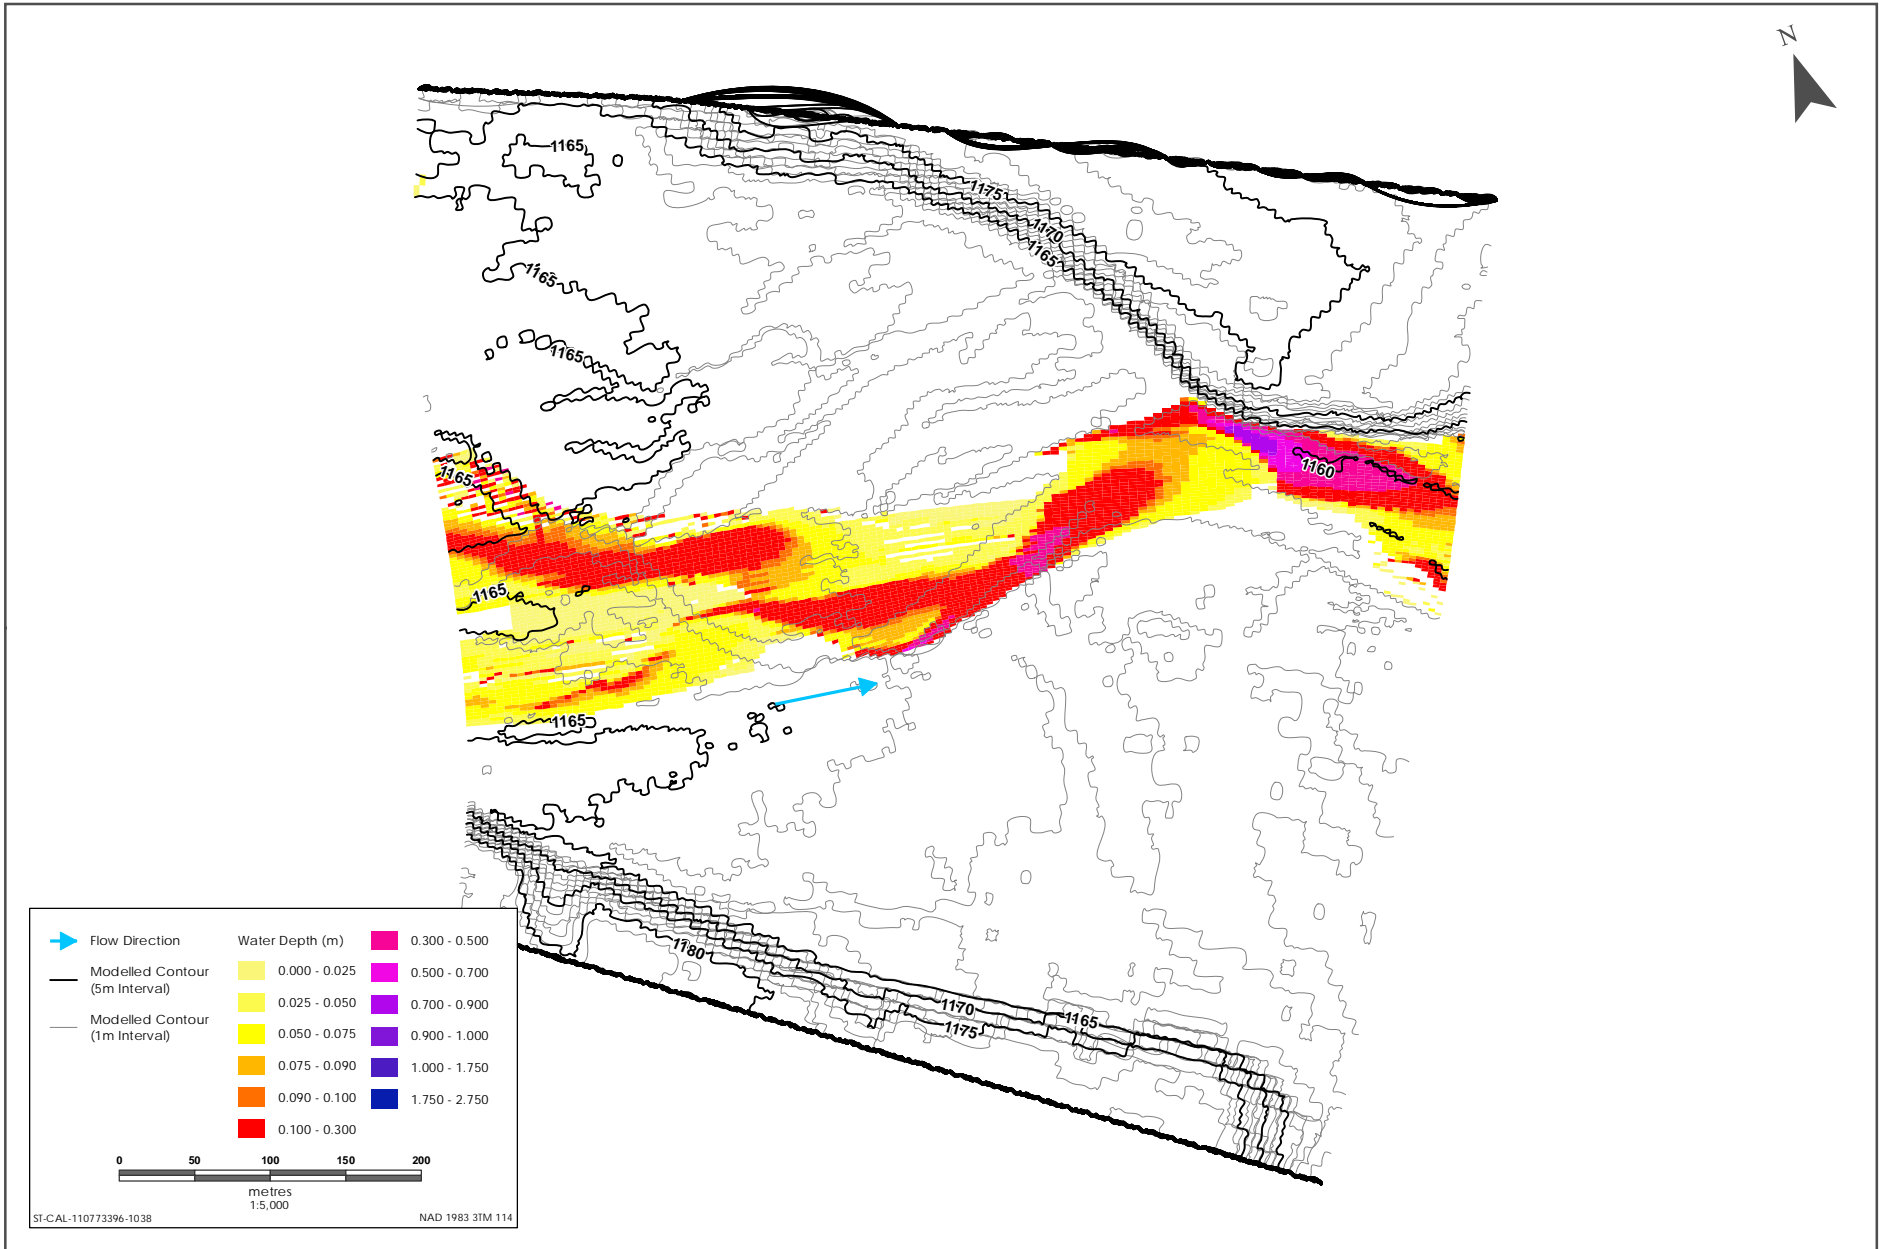 N
1165
1175
1170
1165
1165
1165
1165
1160
1165
1165
1180
1170
1165
1175
Flow Direction
Modelled Contour
(5m Interval)
Modelled Contour
(1m Interval)
Water Depth (m)
0.000 - 0.025
0.025 - 0.050
0.050 - 0.075
0.075 - 0.090
0.090 - 0.100
0.100 - 0.300
0.300 - 0.500
0.500 - 0.700
0.700 - 0.900
0.900 - 1.000
1.000 - 1.750
1.750 - 2.750
0 50 100 150 200
metres
1:5,000
ST-CAL-110773396-1038
NAD 1983 3TM 114